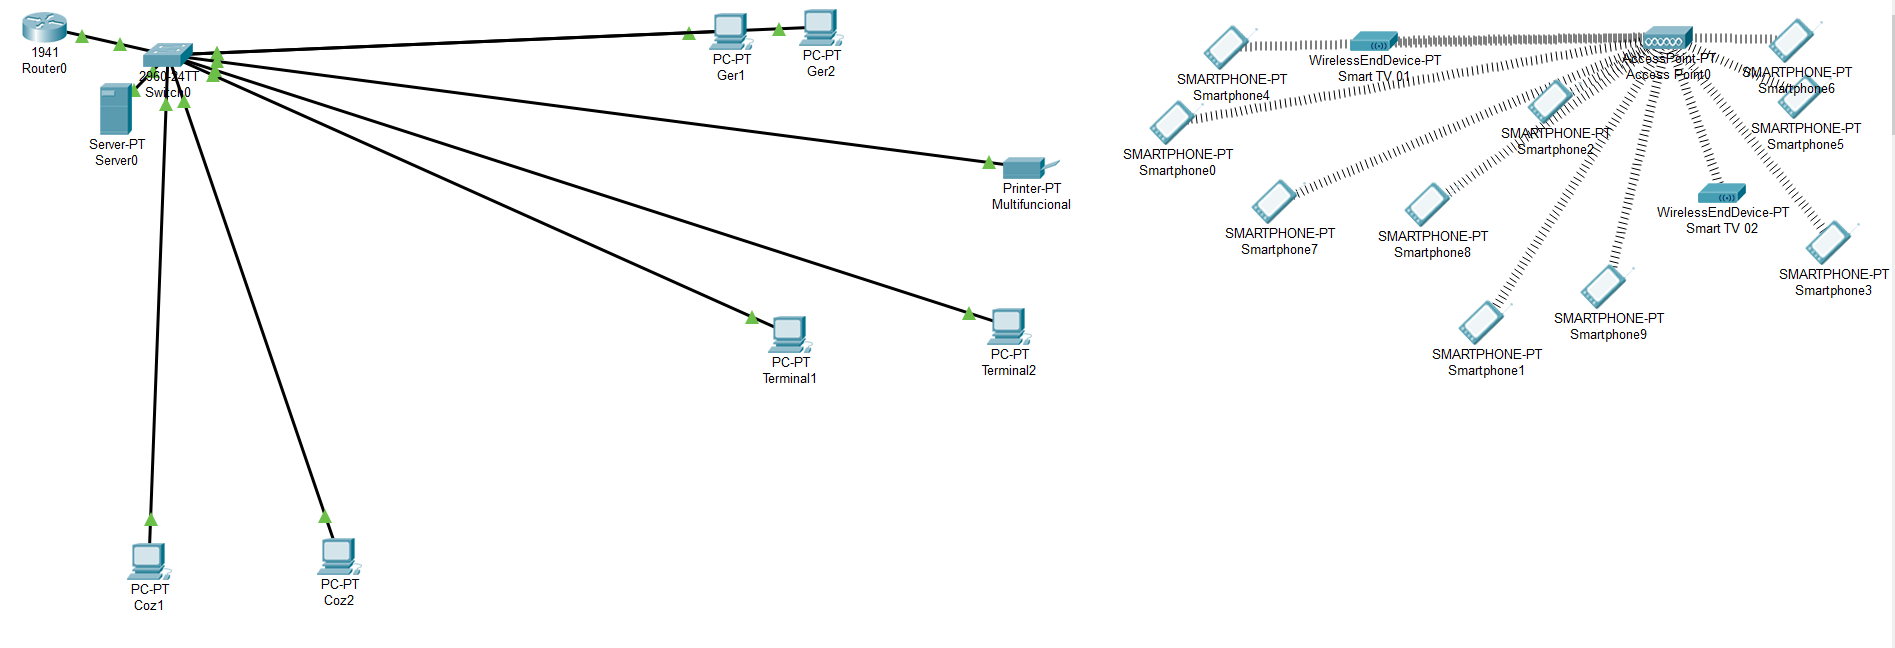 1941
Router0
2960-24TT
Switch0
Server-PT
Server0
PC-PT
Ger1
PC-PT
Ger2
Printer-PT
Multifuncional
PC-PT
Terminal1
PC-PT
Terminal2
PC-PT
Coz1
PC-PT
Coz2
SMARTPHONE-PT
Smartphone4
WirelessEndDevice-PT
Smart TV 01
AccessPoint-PT
Access Point0
SMARTPHONE-PT
Smartphone6
SMARTPHONE-PT
Smartphone5
SMARTPHONE-PT
Smartphone2
SMARTPHONE-PT
Smartphone0
SMARTPHONE-PT
Smartphone7
SMARTPHONE-PT
Smartphone8
WirelessEndDevice-PT
Smart TV 02
SMARTPHONE-PT
Smartphone3
SMARTPHONE-PT
Smartphone9
SMARTPHONE-PT
Smartphone1